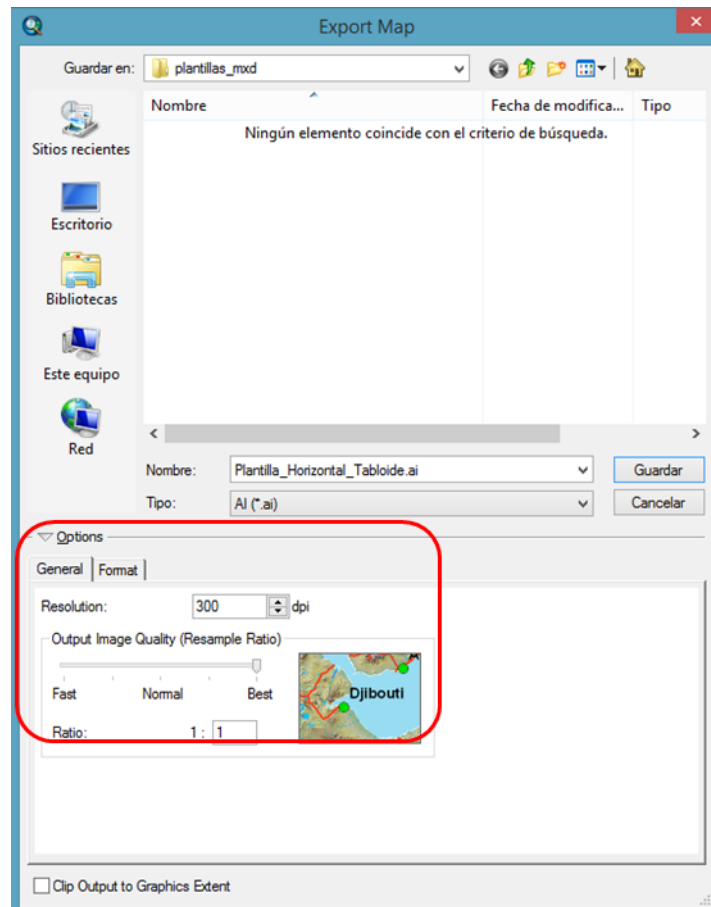 Export Map
Guardar en: plantillas_mxd
Nombre Fecha de modifica... Tipo
Ningún elemento coincide con el criterio de búsqueda.
Sitios recientes
Escritorio
Bibliotecas
Este equipo
Red
Nombre: Plantilla_Horizontal_Tabloide.ai Guardar
Tipo: AI (*.ai) Cancelar
Options
General Format
Resolution: 300 dpi
Output Image Quality (Resample Ratio)
Fast Normal Best
Djibouti
Ratio: 1 : 1
Clip Output to Graphics Extent